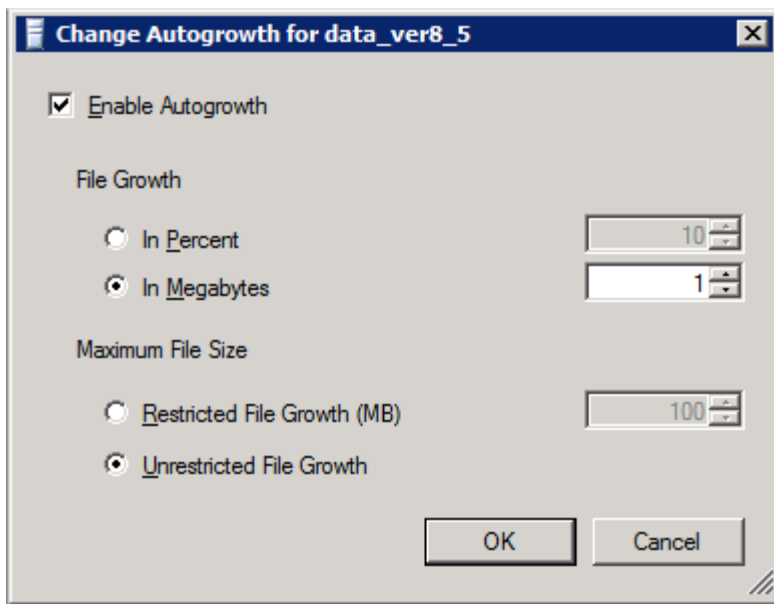 Change Autogrowth for data_ver8_5
Enable Autogrowth
File Growth
In Percent 10
In Megabytes 1
Maximum File Size
Restricted File Growth (MB) 100
Unrestricted File Growth
OK Cancel